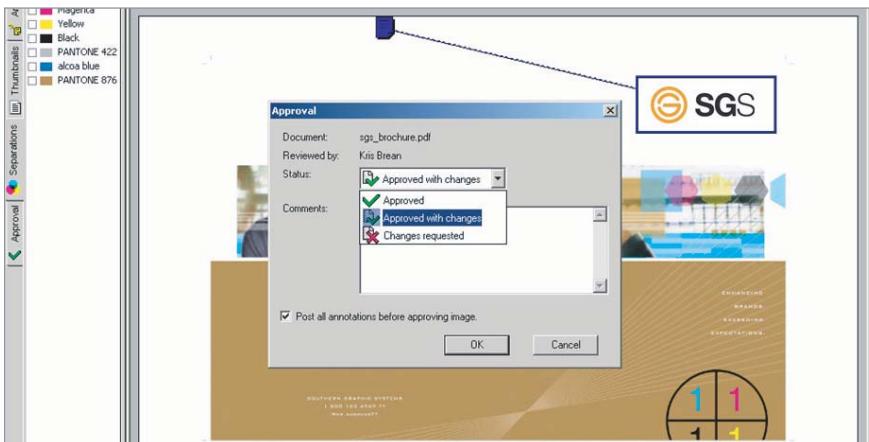 Magenta
Yellow
Black
PANTONE 422
alcoa blue
PANTONE 876
Thumbnails
Separations
Approval
SGS
Approval
Document: sgs_brochure.pdf
Reviewed by: Kris Brean
Status: Approved with changes
Approved
Approved with changes
Changes requested
Comments:
Post all annotations before approving image.
OK Cancel
ENHANCING
BRANDS.
EXCEEDING
EXPECTATIONS.
SOUTHERN GRAPHIC SYSTEMS
1 1
1 1